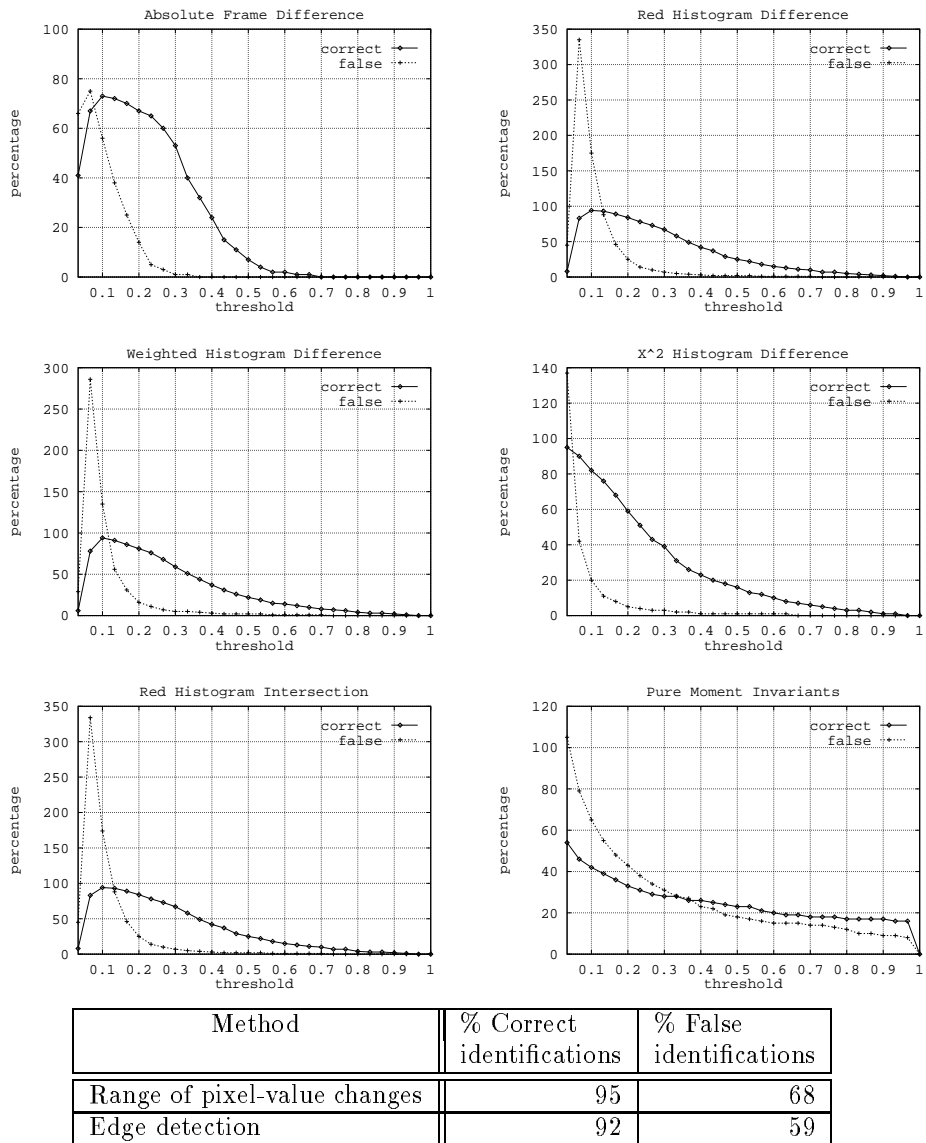 Absolute Frame Difference
100
80
60
40
20
0
percentage
correct
false
0.1 0.2 0.3 0.4 0.5 0.6 0.7 0.8 0.9 1
threshold
Red Histogram Difference
350
300
250
200
150
100
50
0
percentage
correct
false
0.1 0.2 0.3 0.4 0.5 0.6 0.7 0.8 0.9 1
threshold
Weighted Histogram Difference
300
250
200
150
100
50
0
percentage
correct
false
0.1 0.2 0.3 0.4 0.5 0.6 0.7 0.8 0.9 1
threshold
X^2 Histogram Difference
140
120
100
80
60
40
20
0
percentage
correct
false
0.1 0.2 0.3 0.4 0.5 0.6 0.7 0.8 0.9 1
threshold
Red Histogram Intersection
350
300
250
200
150
100
50
0
percentage
correct
false
0.1 0.2 0.3 0.4 0.5 0.6 0.7 0.8 0.9 1
threshold
Pure Moment Invariants
120
100
80
60
40
20
0
percentage
correct
false
0.1 0.2 0.3 0.4 0.5 0.6 0.7 0.8 0.9 1
threshold
Method % Correct % False
identifications identifications
Range of pixel-value changes 95 68
Edge detection 92 59